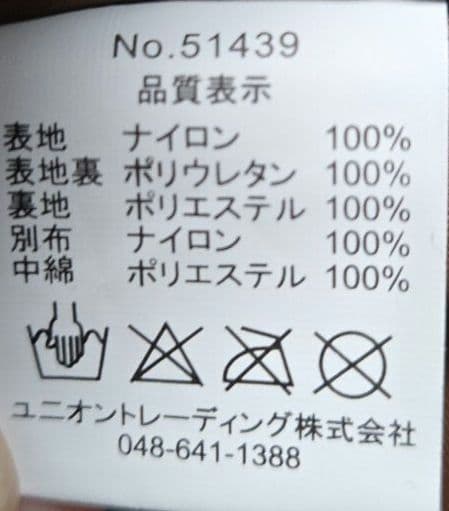 No.51439
品質表示
表地 ナイロン 100%
表地裏 ポリウレタン 100%
裏地 ポリエステル 100%
別布 ナイロン 100%
中綿 ポリエステル 100%
ユニオントレーディング株式会社
048-641-1388